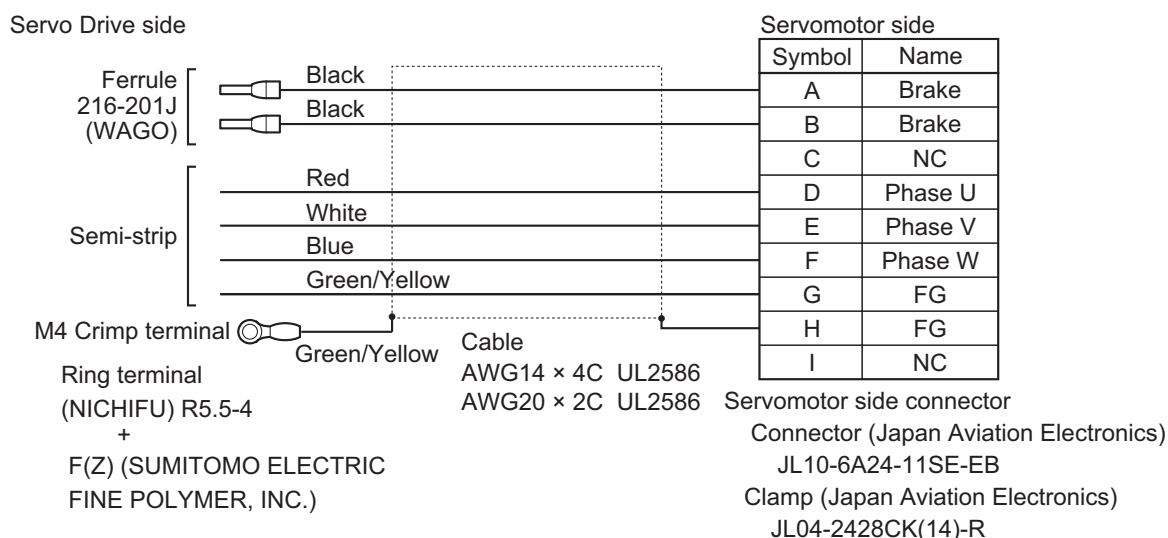 Servo Drive side
Servomotor side
Symbol Name
Ferrule
216-201J
(WAGO)
Black
A Brake
Black
B Brake
C NC
Semi-strip
Red
D Phase U
White
E Phase V
Blue
F Phase W
Green/Yellow
G FG
M4 Crimp terminal
Green/Yellow
H FG
I NC
Ring terminal
(NICHIFU) R5.5-4
+
F(Z) (SUMITOMO ELECTRIC
FINE POLYMER, INC.)
Cable
AWG14 × 4C UL2586
AWG20 × 2C UL2586
Servomotor side connector
Connector (Japan Aviation Electronics)
JL10-6A24-11SE-EB
Clamp (Japan Aviation Electronics)
JL04-2428CK(14)-R